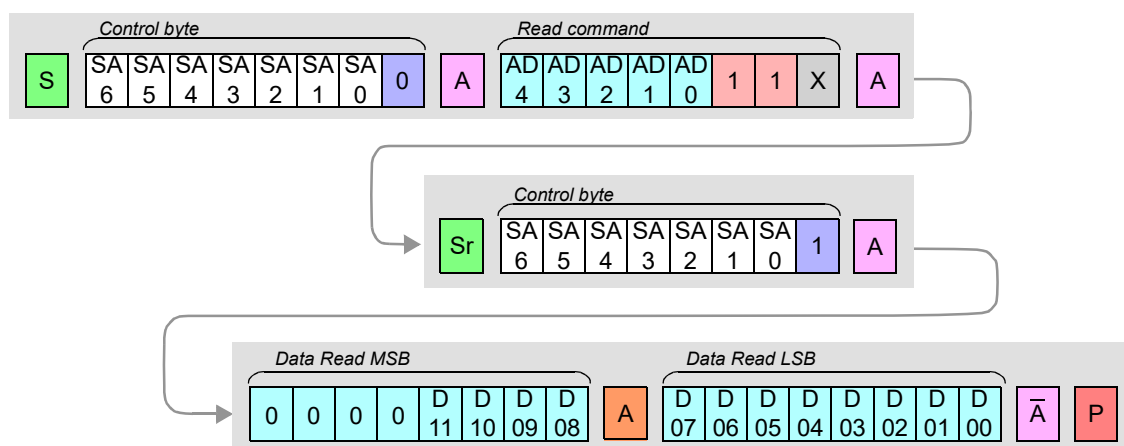 Control byte Read command
S SA 6 SA 5 SA 4 SA 3 SA 2 SA 1 SA 0 0 A AD 4 AD 3 AD 2 AD 1 AD 0 1 1 X A
Control byte
Sr SA 6 SA 5 SA 4 SA 3 SA 2 SA 1 SA 0 1 A
Data Read MSB Data Read LSB
0 0 0 0 D 11 D 10 D 09 D 08 A D 07 D 06 D 05 D 04 D 03 D 02 D 01 D 00 A̅ P